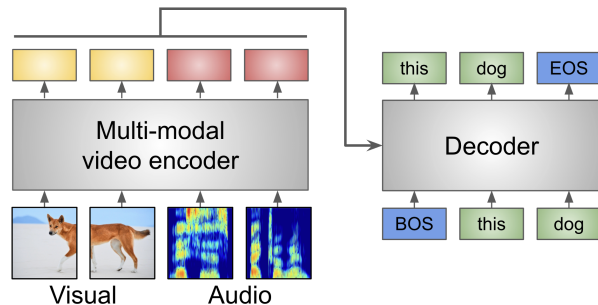 this dog EOS
Multi-modal
video encoder
Decoder
BOS this dog
Visual Audio